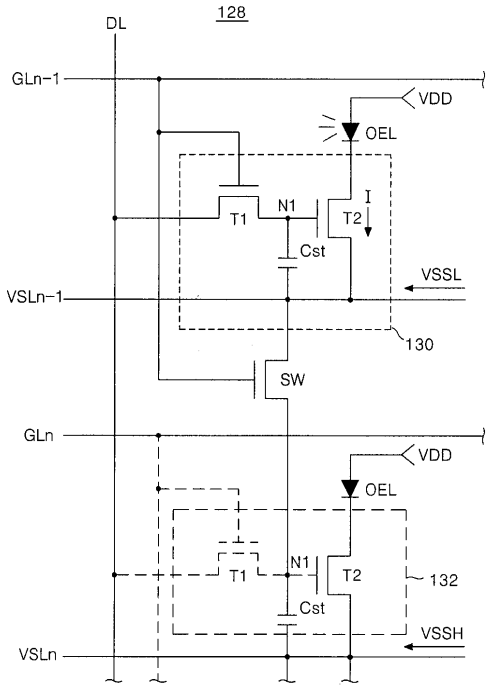 128
DL
GLn-1
VDD
OEL
N1
I
T1
T2
Cst
VSSL
VSLn-1
130
SW
GLn
VDD
OEL
N1
T1
T2
132
Cst
VSSH
VSLn